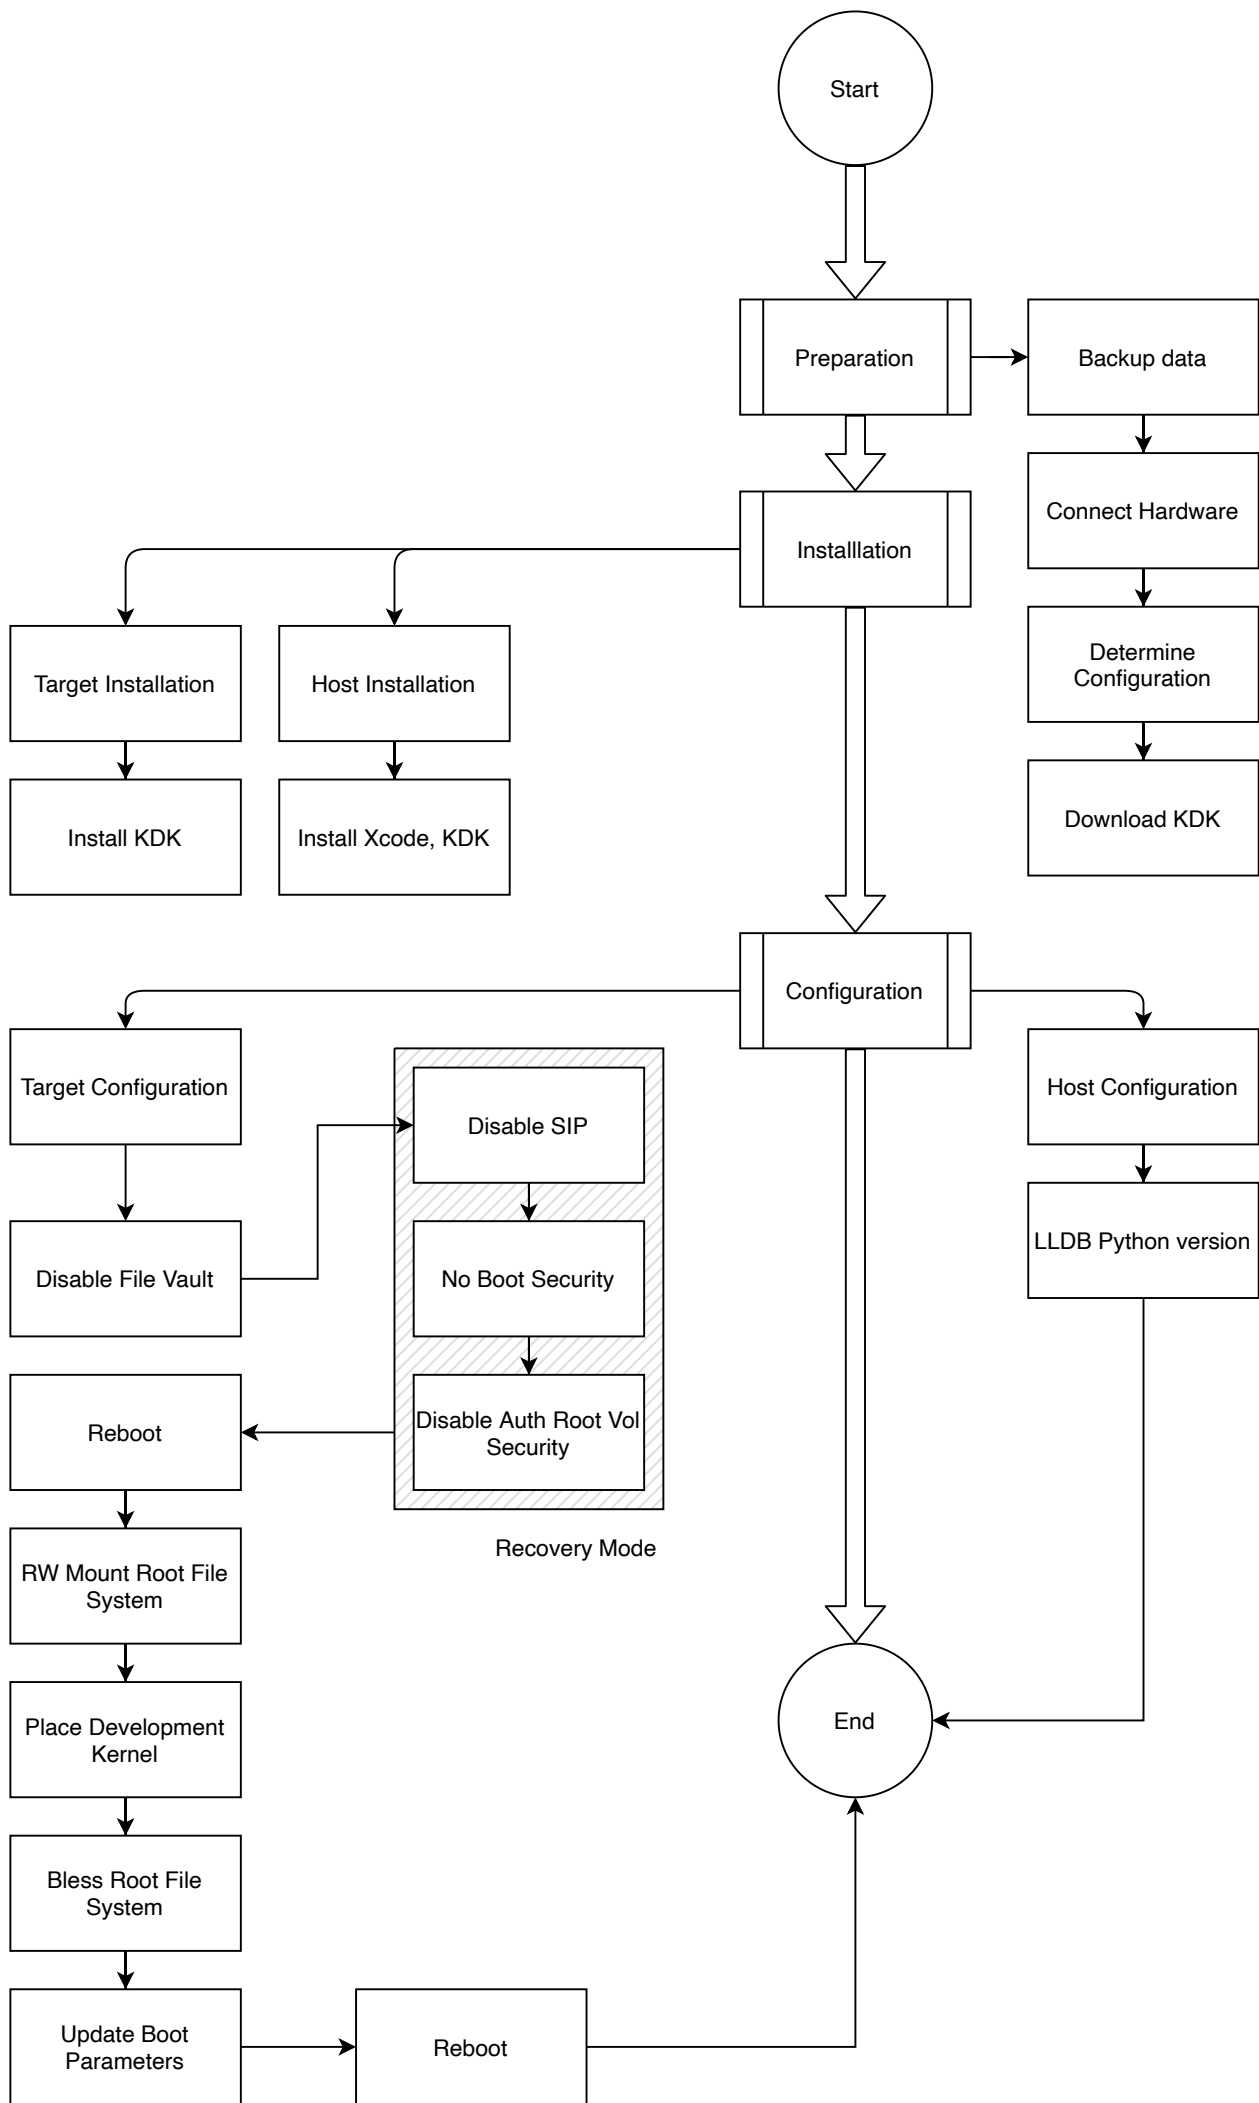 Start
Preparation
Backup data
Connect Hardware
Installlation
Determine
Configuration
Target Installation
Host Installation
Download KDK
Install KDK
Install Xcode, KDK
Configuration
Target Configuration
Host Configuration
Disable SIP
LLDB Python version
Disable File Vault
No Boot Security
Disable Auth Root Vol
Security
Reboot
Recovery Mode
RW Mount Root File
System
Place Development
Kernel
End
Bless Root File
System
Update Boot
Parameters
Reboot